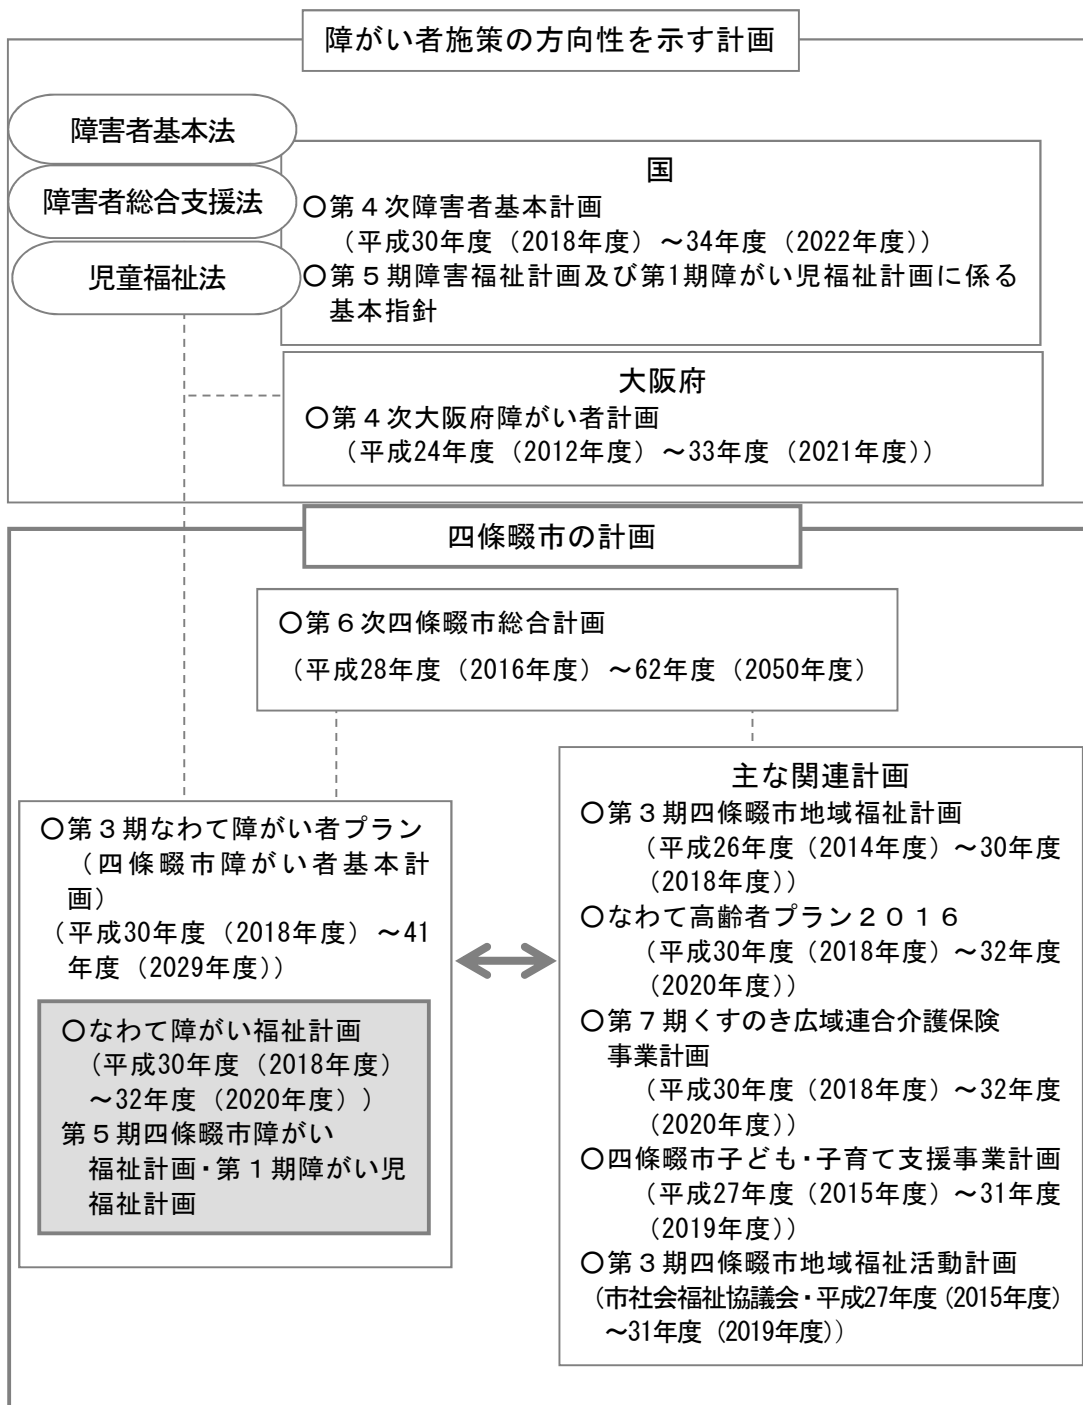 障がい者施策の方向性を示す計画
障害者基本法
障害者総合支援法
児童福祉法
国
〇第４次障害者基本計画
（平成30年度（2018年度）～34年度（2022年度））
〇第５期障害福祉計画及び第1期障がい児福祉計画に係る
基本指針
大阪府
〇第４次大阪府障がい者計画
（平成24年度（2012年度）～33年度（2021年度））
四條畷市の計画
〇第６次四條畷市総合計画
（平成28年度（2016年度）～62年度（2050年度）
〇第３期なわて障がい者プラン
（四條畷市障がい者基本計
画）
（平成30年度（2018年度）～41
年度（2029年度））
〇なわて障がい福祉計画
（平成30年度（2018年度）
～32年度（2020年度））
第５期四條畷市障がい
福祉計画・第１期障がい児
福祉計画
主な関連計画
〇第３期四條畷市地域福祉計画
（平成26年度（2014年度）～30年度
（2018年度））
〇なわて高齢者プラン２０１６
（平成30年度（2018年度）～32年度
（2020年度））
〇第７期くすのき広域連合介護保険
事業計画
（平成30年度（2018年度）～32年度
（2020年度））
〇四條畷市子ども・子育て支援事業計画
（平成27年度（2015年度）～31年度
（2019年度））
〇第３期四條畷市地域福祉活動計画
（市社会福祉協議会・平成27年度（2015年度）
～31年度（2019年度））